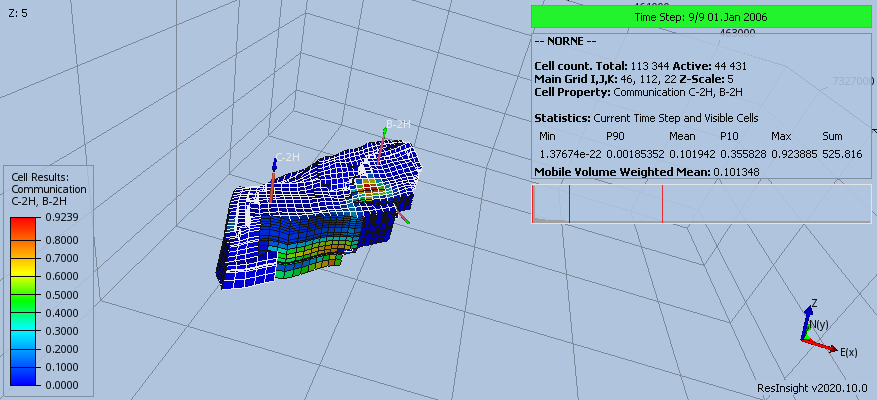 Z: 5
Time Step: 9/9 01.Jan 2006
463000
7327000
-- NORNE --
Cell count. Total: 113 344 Active: 44 431
Main Grid I,J,K: 46, 112, 22 Z-Scale: 5
Cell Property: Communication C-2H, B-2H
Statistics: Current Time Step and Visible Cells
Min P90 Mean P10 Max Sum
1.37674e-22 0.00185352 0.101942 0.355828 0.923885 525.816
Mobile Volume Weighted Mean: 0.101348
B-2H
C-2H
Cell Results:
Communication
C-2H, B-2H
0.9239
0.8000
0.7000
0.6000
0.5000
0.4000
0.3000
0.2000
0.1000
0.0000
Z
N(y)
E(x)
ResInsight v2020.10.0